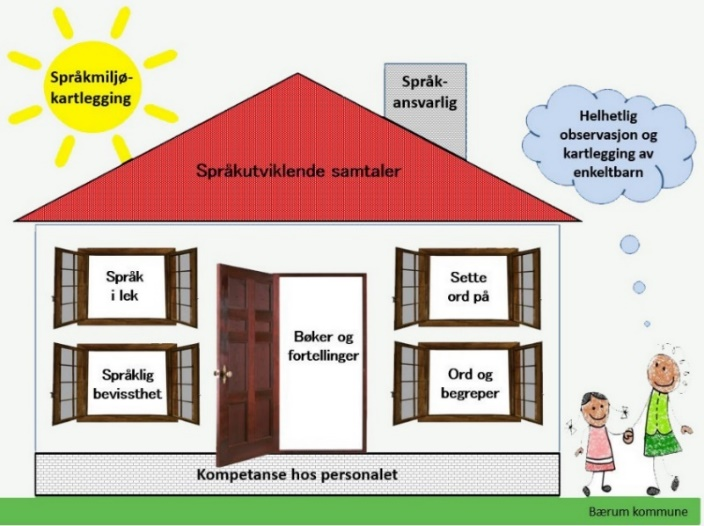 Språkmiljø-
kartlegging
Språk-
ansvarlig
Helhetlig
observasjon og
kartlegging av
enkeltbarn
Språkutviklende samtaler
Språk
i lek
Sette
ord på
Bøker og
fortellinger
Språklig
bevissthet
Ord og
begreper
Kompetanse hos personalet
Bærum kommune